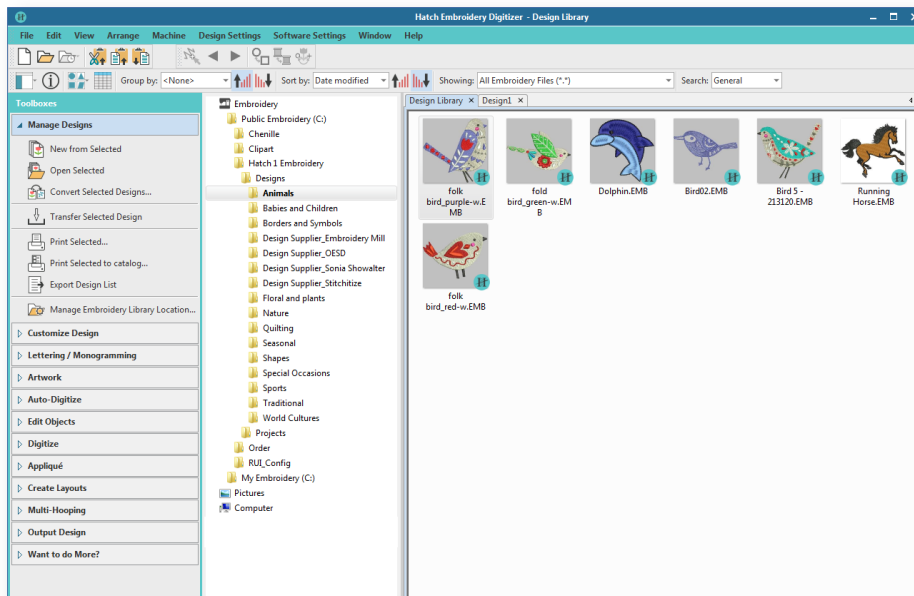 Hatch Embroidery Digitizer - Design Library
File Edit View Arrange Machine Design Settings Software Settings Window Help
Group by: <None> Sort by: Date modified Showing: All Embroidery Files (*.*) Search: General
Toolboxes
Manage Designs
New from Selected
Open Selected
Convert Selected Designs...
Transfer Selected Design
Print Selected...
Print Selected to catalog...
Export Design List
Manage Embroidery Library Location...
Customize Design
Lettering / Monogramming
Artwork
Auto-Digitize
Edit Objects
Digitize
Appliqué
Create Layouts
Multi-Hooping
Output Design
Want to do More?
Embroidery
Public Embroidery (C:)
Chenille
Clipart
Hatch 1 Embroidery
Designs
Animals
Babies and Children
Borders and Symbols
Design Supplier_Embroidery Mill
Design Supplier_OESD
Design Supplier_Sonia Showalter
Design Supplier_Stitchitize
Floral and plants
Nature
Quilting
Seasonal
Shapes
Special Occasions
Sports
Traditional
World Cultures
Projects
Order
RUI_Config
My Embroidery (C:)
Pictures
Computer
Design Library Design1
folk
bird_purple-w.E
MB
fold
bird_green-w.EM
B
Dolphin.EMB
Bird02.EMB
Bird 5 -
213120.EMB
Running
Horse.EMB
folk
bird_red-w.EMB